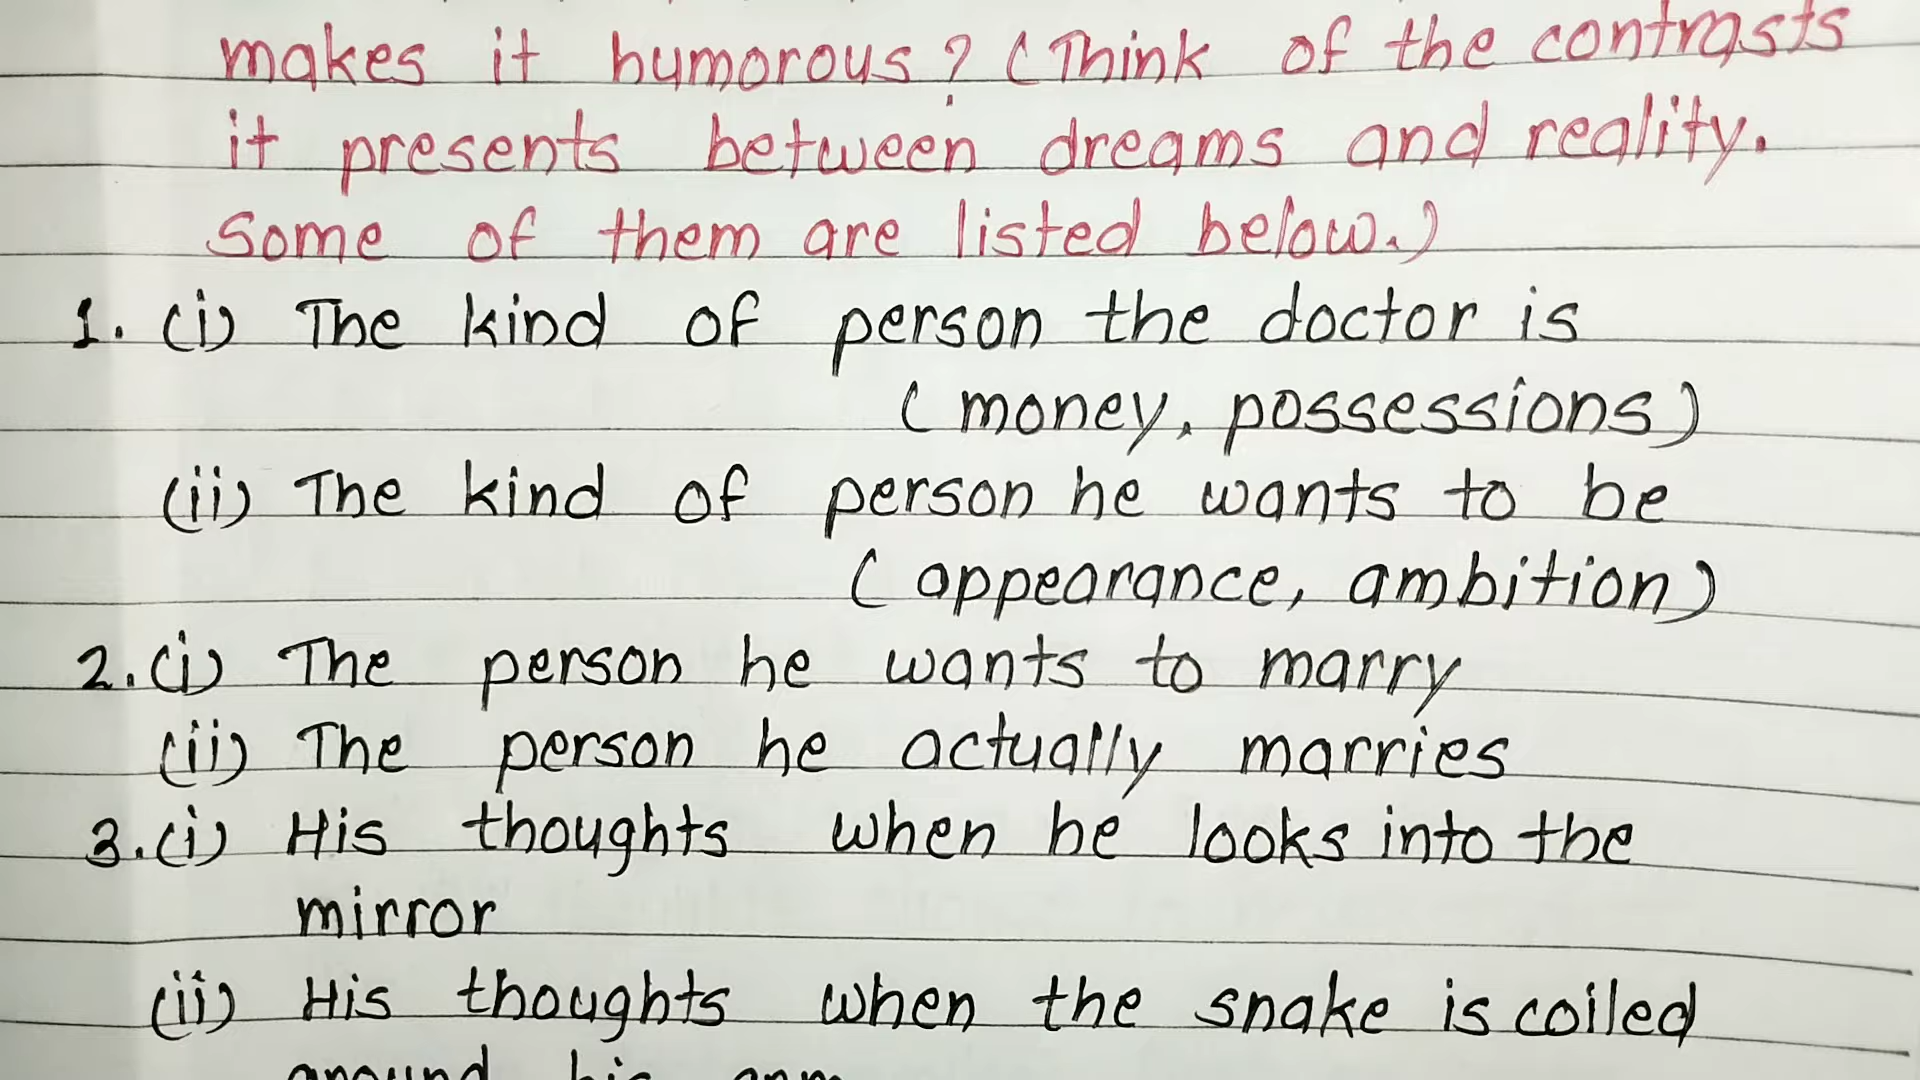 makes it humorous? (Think of the contrasts
it presents between dreams and reality.
Some of them are listed below.)
1. (i) The kind of person the doctor is
(money, possessions)
(ii) The kind of person he wants to be
(appearance, ambition)
2. (i) The person he wants to marry
(ii) The person he actually marries
3. (i) His thoughts when he looks into the
mirror
(ii) His thoughts when the snake is coiled
around his arm